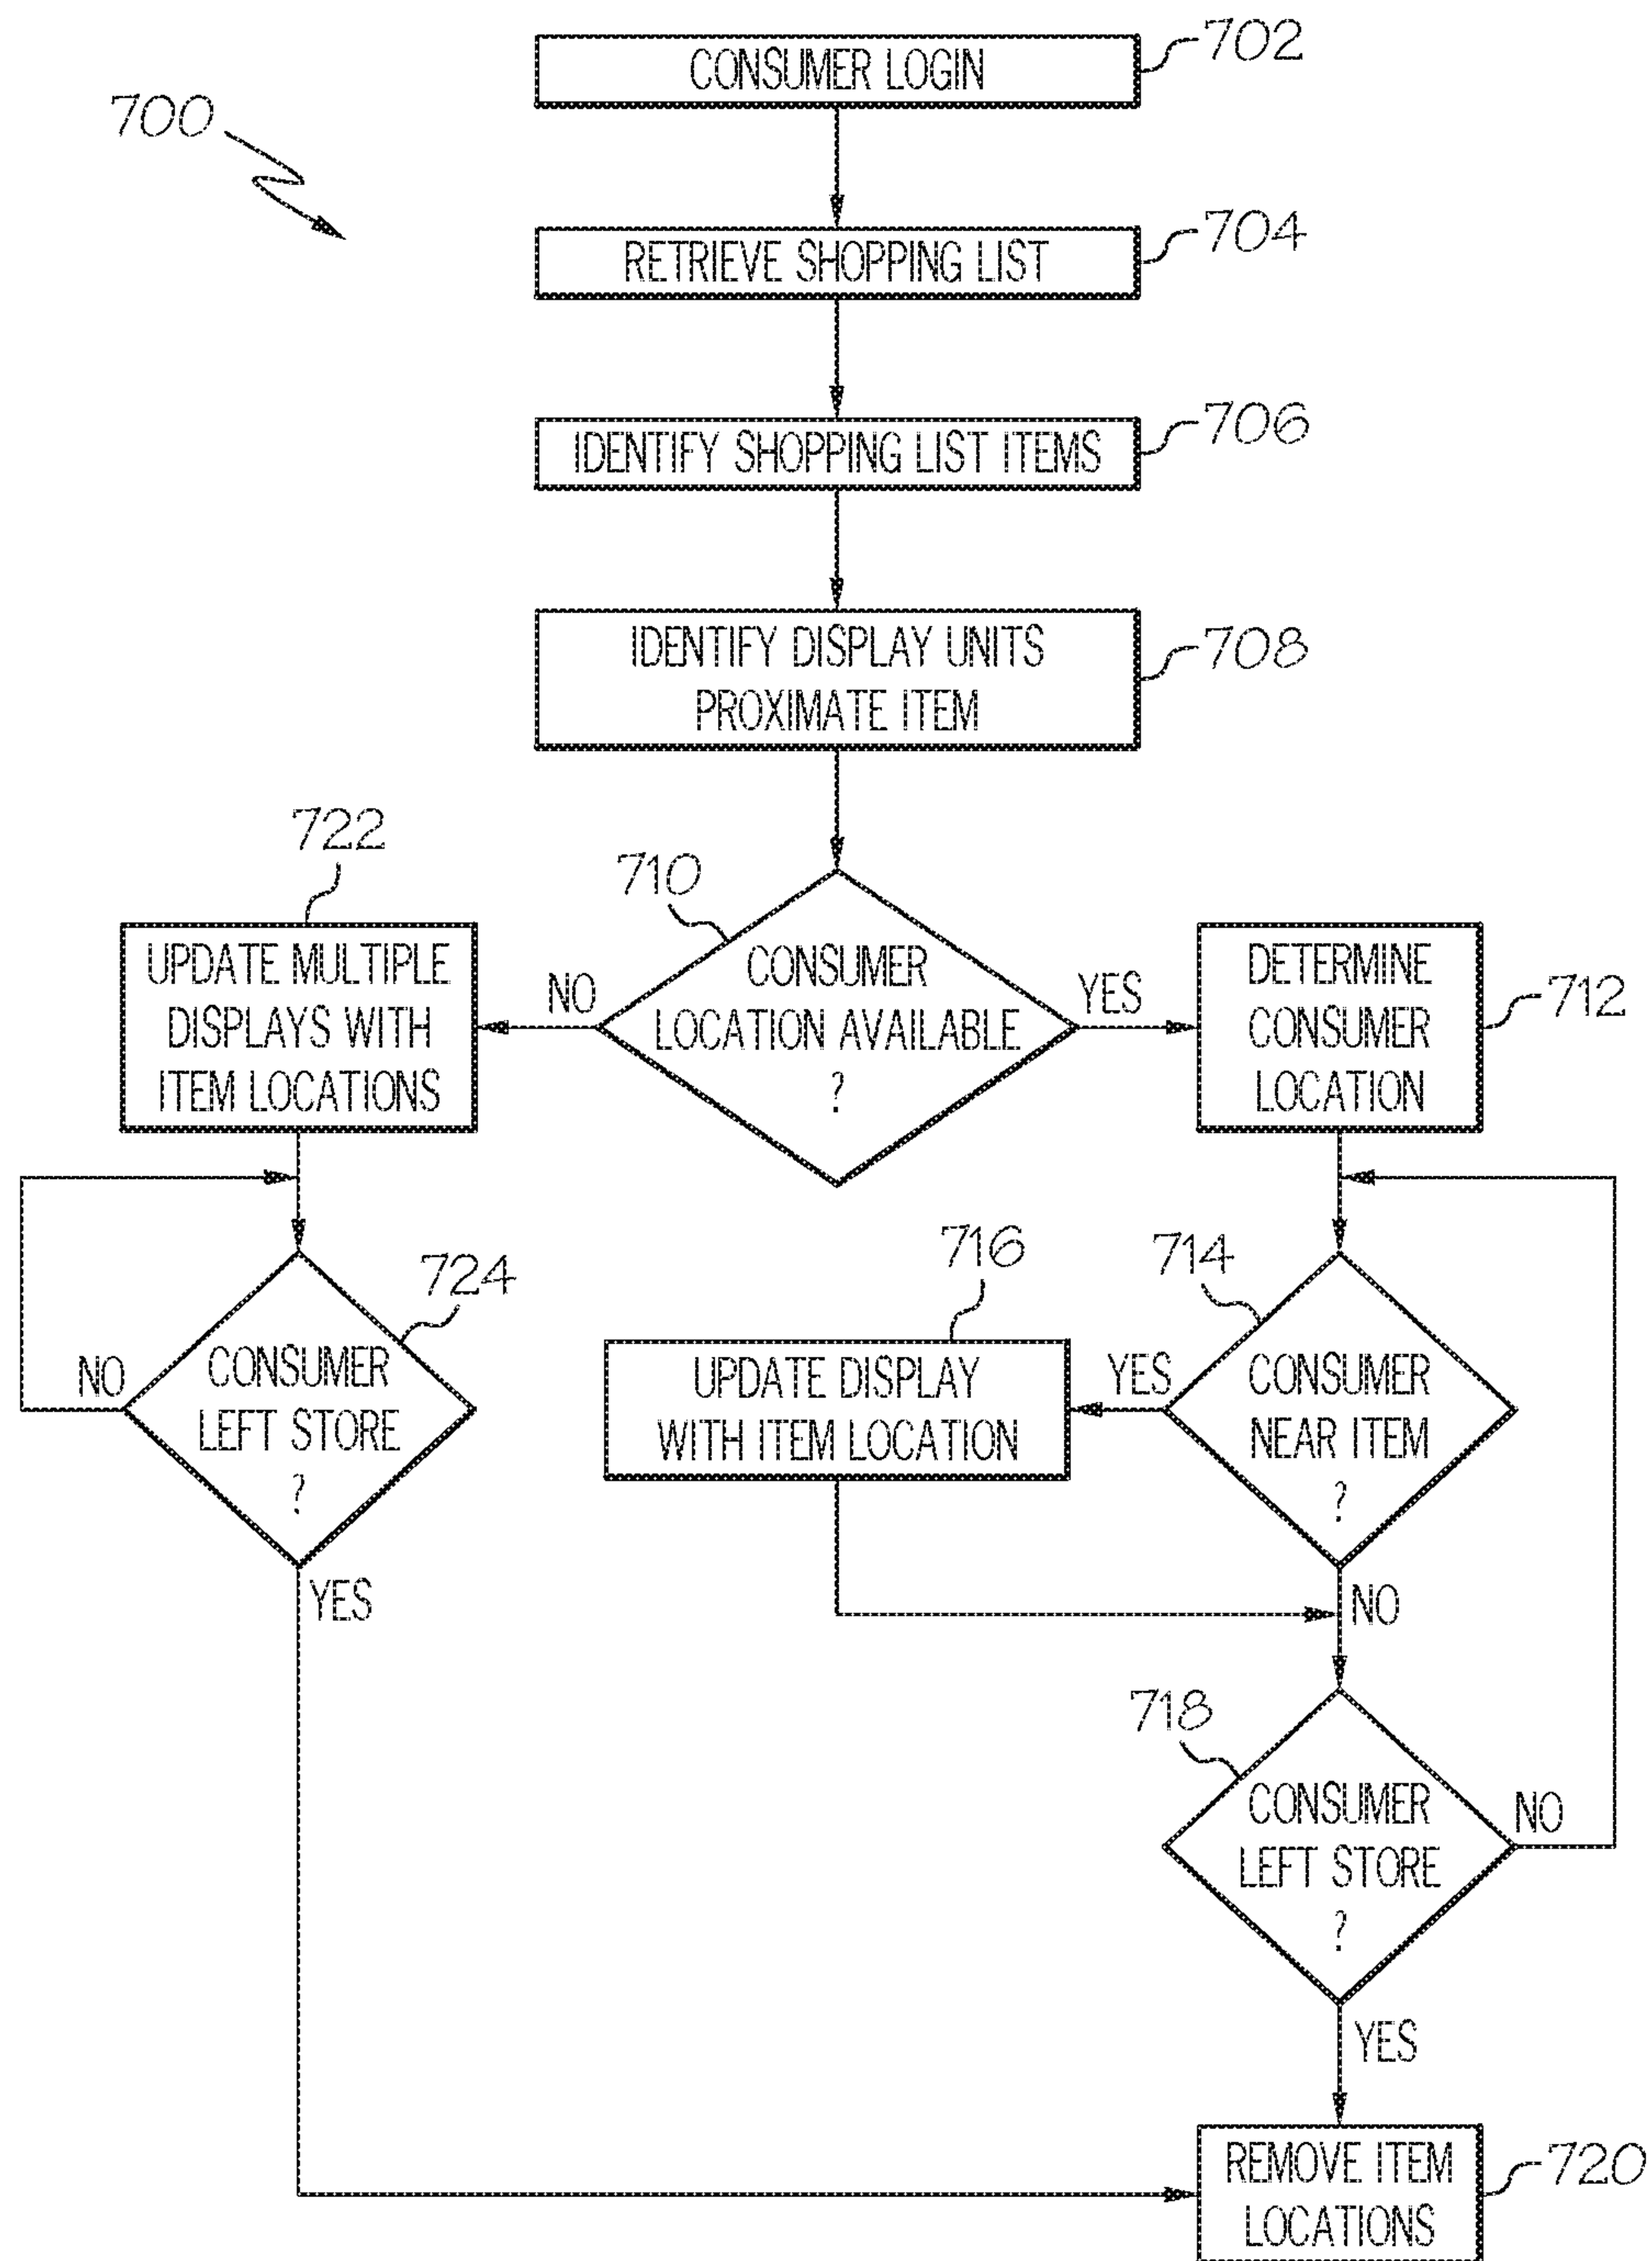 702
CONSUMER LOGIN
700
704
RETRIEVE SHOPPING LIST
706
IDENTIFY SHOPPING LIST ITEMS
708
IDENTIFY DISPLAY UNITS
PROXIMATE ITEM
722
710
UPDATE MULTIPLE
DISPLAYS WITH
ITEM LOCATIONS
NO
CONSUMER
LOCATION AVAILABLE
?
YES
DETERMINE
CONSUMER
LOCATION
712
724
716
714
NO
CONSUMER
LEFT STORE
?
YES
UPDATE DISPLAY
WITH ITEM LOCATION
YES
CONSUMER
NEAR ITEM
?
NO
718
CONSUMER
LEFT STORE
?
NO
YES
REMOVE ITEM
LOCATIONS
720